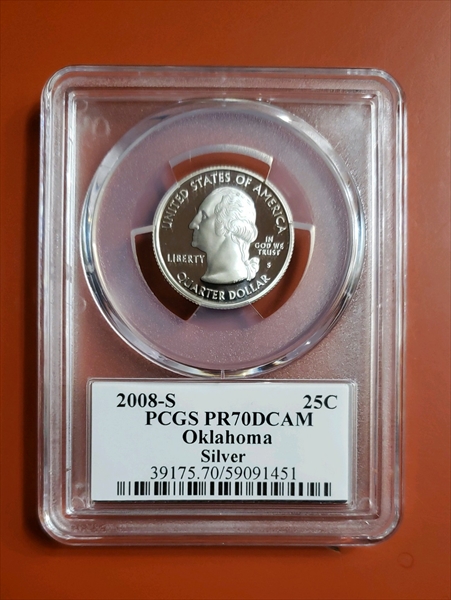 UNITED STATES OF AMERICA
LIBERTY
IN
GOD WE
TRUST
S
QUARTER DOLLAR
2008-S 25C
PCGS PR70DCAM
Oklahoma
Silver
39175.70/59091451